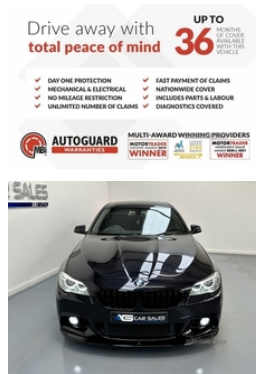 Drive away with
total peace of mind
UP TO
36 MONTHS
OF COVER
AVAILABLE
WITH THIS
VEHICLE
DAY ONE PROTECTION
MECHANICAL & ELECTRICAL
NO MILEAGE RESTRICTION
UNLIMITED NUMBER OF CLAIMS
FAST PAYMENT OF CLAIMS
NATIONWIDE COVER
INCLUDES PARTS & LABOUR
DIAGNOSTICS COVERED
AUTOGUARD
WARRANTIES
MULTI-AWARD WINNING PROVIDERS
MOTORTRADER
WINNER
MOTORTRADER
WINNER
SALES
CAR SALES